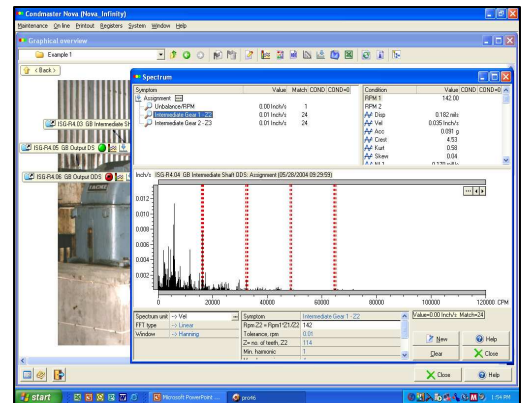 Condmaster Nova (Nova_Infinity)
Maintenance On line Printout Registers System Window Help
Graphical overview
Example 1
< Back >
ISG-R4.03 GB Intermediate Sh
ISG-R4.05 GB Output DS
ISG-R4.06 GB Output ODS
Spectrum
Symptom Value Match COND COND+0
Assignment
Unbalance/RPM 0.00 Inch/s 1
Intermediate Gear 1 - Z2 0.01 Inch/s 24
Intermediate Gear 2 - Z3 0.01 Inch/s 24
Condition Value COND COND+0
RPM 1 142.00
RPM 2
Disp 0.182 mils
Vel 0.035 Inch/s
Acc 0.091 g
Crest 4.53
Kurt 0.58
Skew 0.04
Inch/s ISG-R4.04: GB Intermediate Shaft ODS: Assignment (05/28/2004 09:29:59)
0.012
0.010
0.008
0.006
0.004
0.002
0 20000 40000 60000 80000 100000 120000 CPM
Spectrum unit -> Vel
FFT type -> Linear
Window -> Hanning
Symptom Intermediate Gear 1 - Z2
Rpm.Z2 = Rpm1*Z1/Z2 142
Tolerance, rpm 0.01
Z= no. of teeth, Z2 114
Min. harmonic 1
Value=0.00 Inch/s Match=24
New Help
Clear Close
Close Help
start
Microsoft PowerPoint ...
prof6
1:54 PM